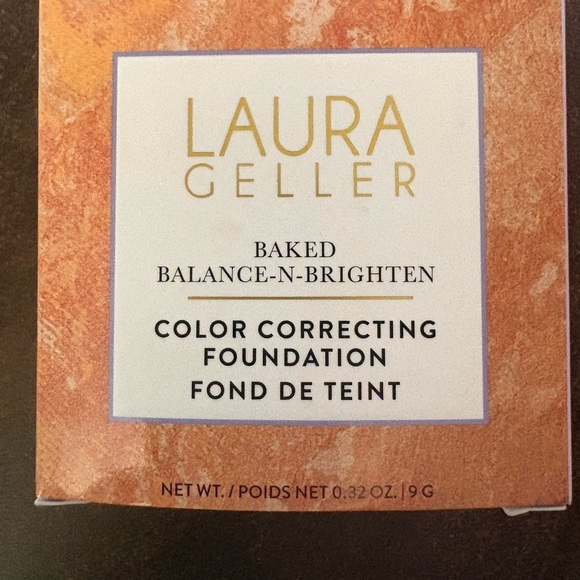 LAURA
GELLER
BAKED
BALANCE-N-BRIGHTEN
COLOR CORRECTING
FOUNDATION
FOND DE TEINT
NET WT. / POIDS NET 0.32 OZ. | 9 G